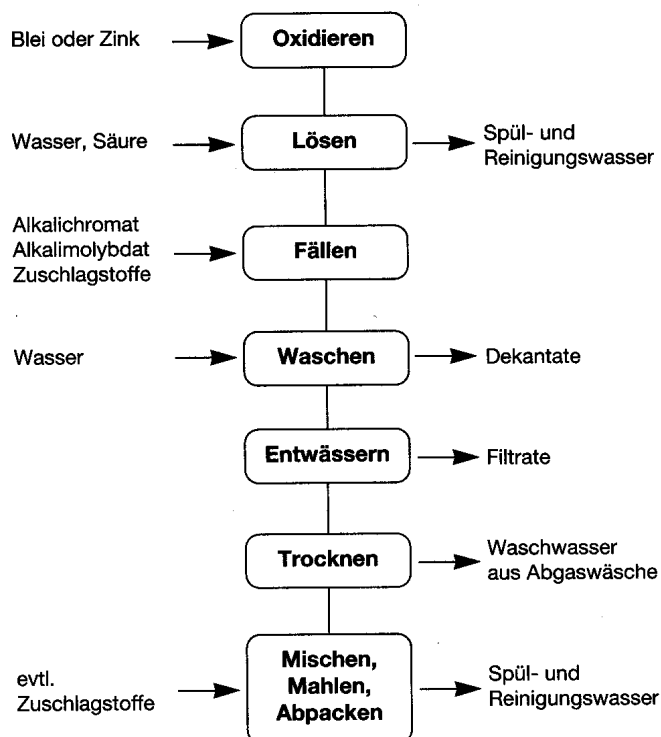 Blei oder Zink
Oxidieren
Wasser, Säure
Lösen
Spül- und
Reinigungswasser
Alkalichromat
Alkalimolybdat
Zuschlagstoffe
Fällen
Wasser
Waschen
Dekantate
Entwässern
Filtrate
Trocknen
Waschwasser
aus Abgaswäsche
evtl.
Zuschlagstoffe
Mischen,
Mahlen,
Abpacken
Spül- und
Reinigungswasser